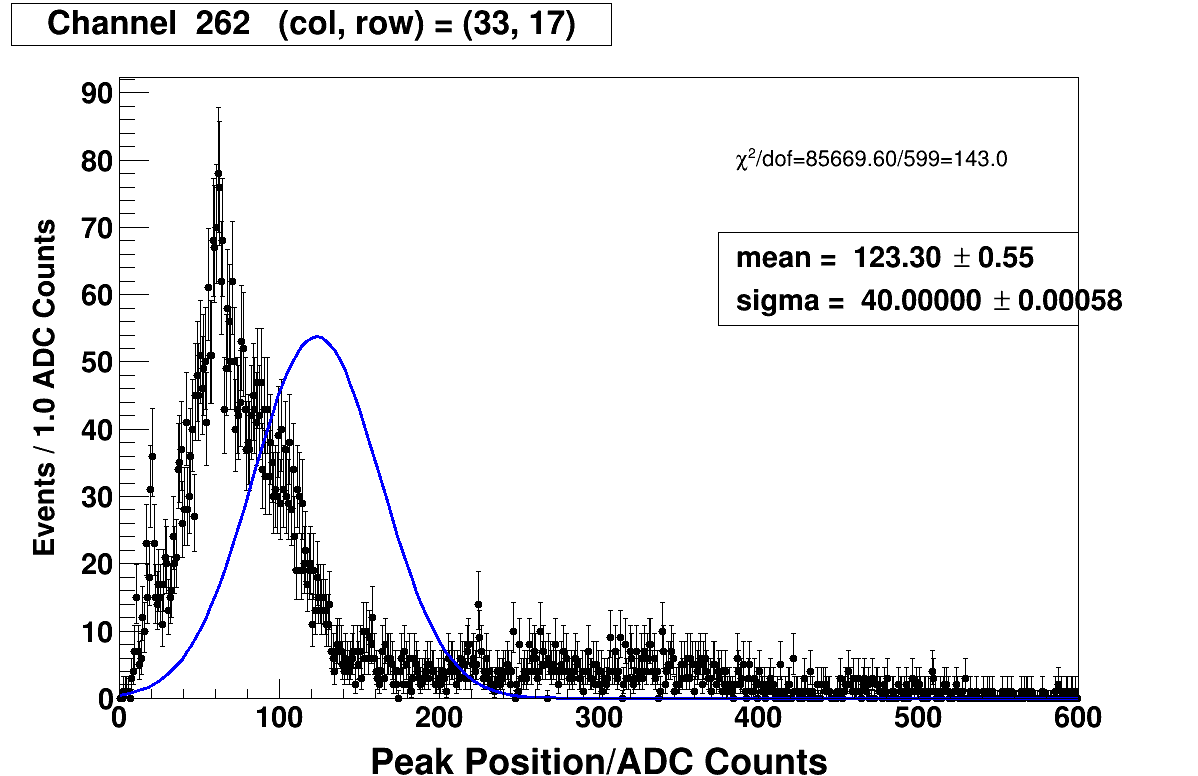 Channel 262 (col, row) = (33, 17)
90
80
70
60
50
40
30
20
10
0
Events / 1.0 ADC Counts
χ²/dof=85669.60/599=143.0
mean = 123.30 ± 0.55
sigma = 40.00000 ± 0.00058
0 100 200 300 400 500 600
Peak Position/ADC Counts